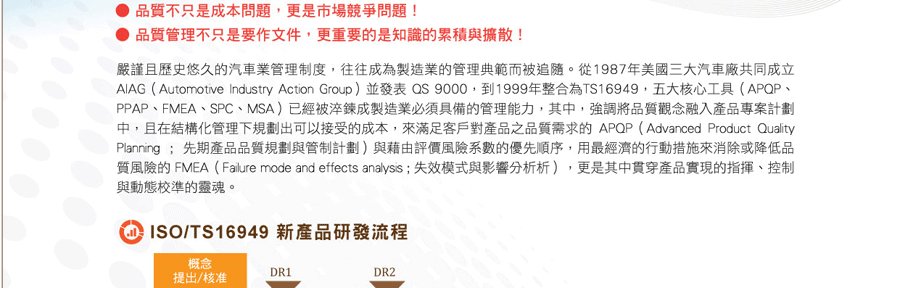 ● 品質不只是成本問題，更是市場競爭問題！
● 品質管理不只是要作文件，更重要的是知識的累積與擴散！
嚴謹且歷史悠久的汽車業管理制度，往往成為製造業的管理典範而被追隨。從1987年美國三大汽車廠共同成立
AIAG（Automotive Industry Action Group）並發表 QS 9000，到1999年整合為TS16949，五大核心工具（APQP、
PPAP、FMEA、SPC、MSA）已經被淬鍊成製造業必須具備的管理能力，其中，強調將品質觀念融入產品專案計劃
中，且在結構化管理下規劃出可以接受的成本，來滿足客戶對產品之品質需求的 APQP（Advanced Product Quality
Planning ； 先期產品品質規劃與管制計劃）與藉由評價風險系數的優先順序，用最經濟的行動措施來消除或降低品
質風險的 FMEA（Failure mode and effects analysis；失效模式與影響分析析），更是其中貫穿產品實現的指揮、控制
與動態校準的靈魂。
ISO/TS16949 新產品研發流程
概念
提出/核准
DR1
DR2